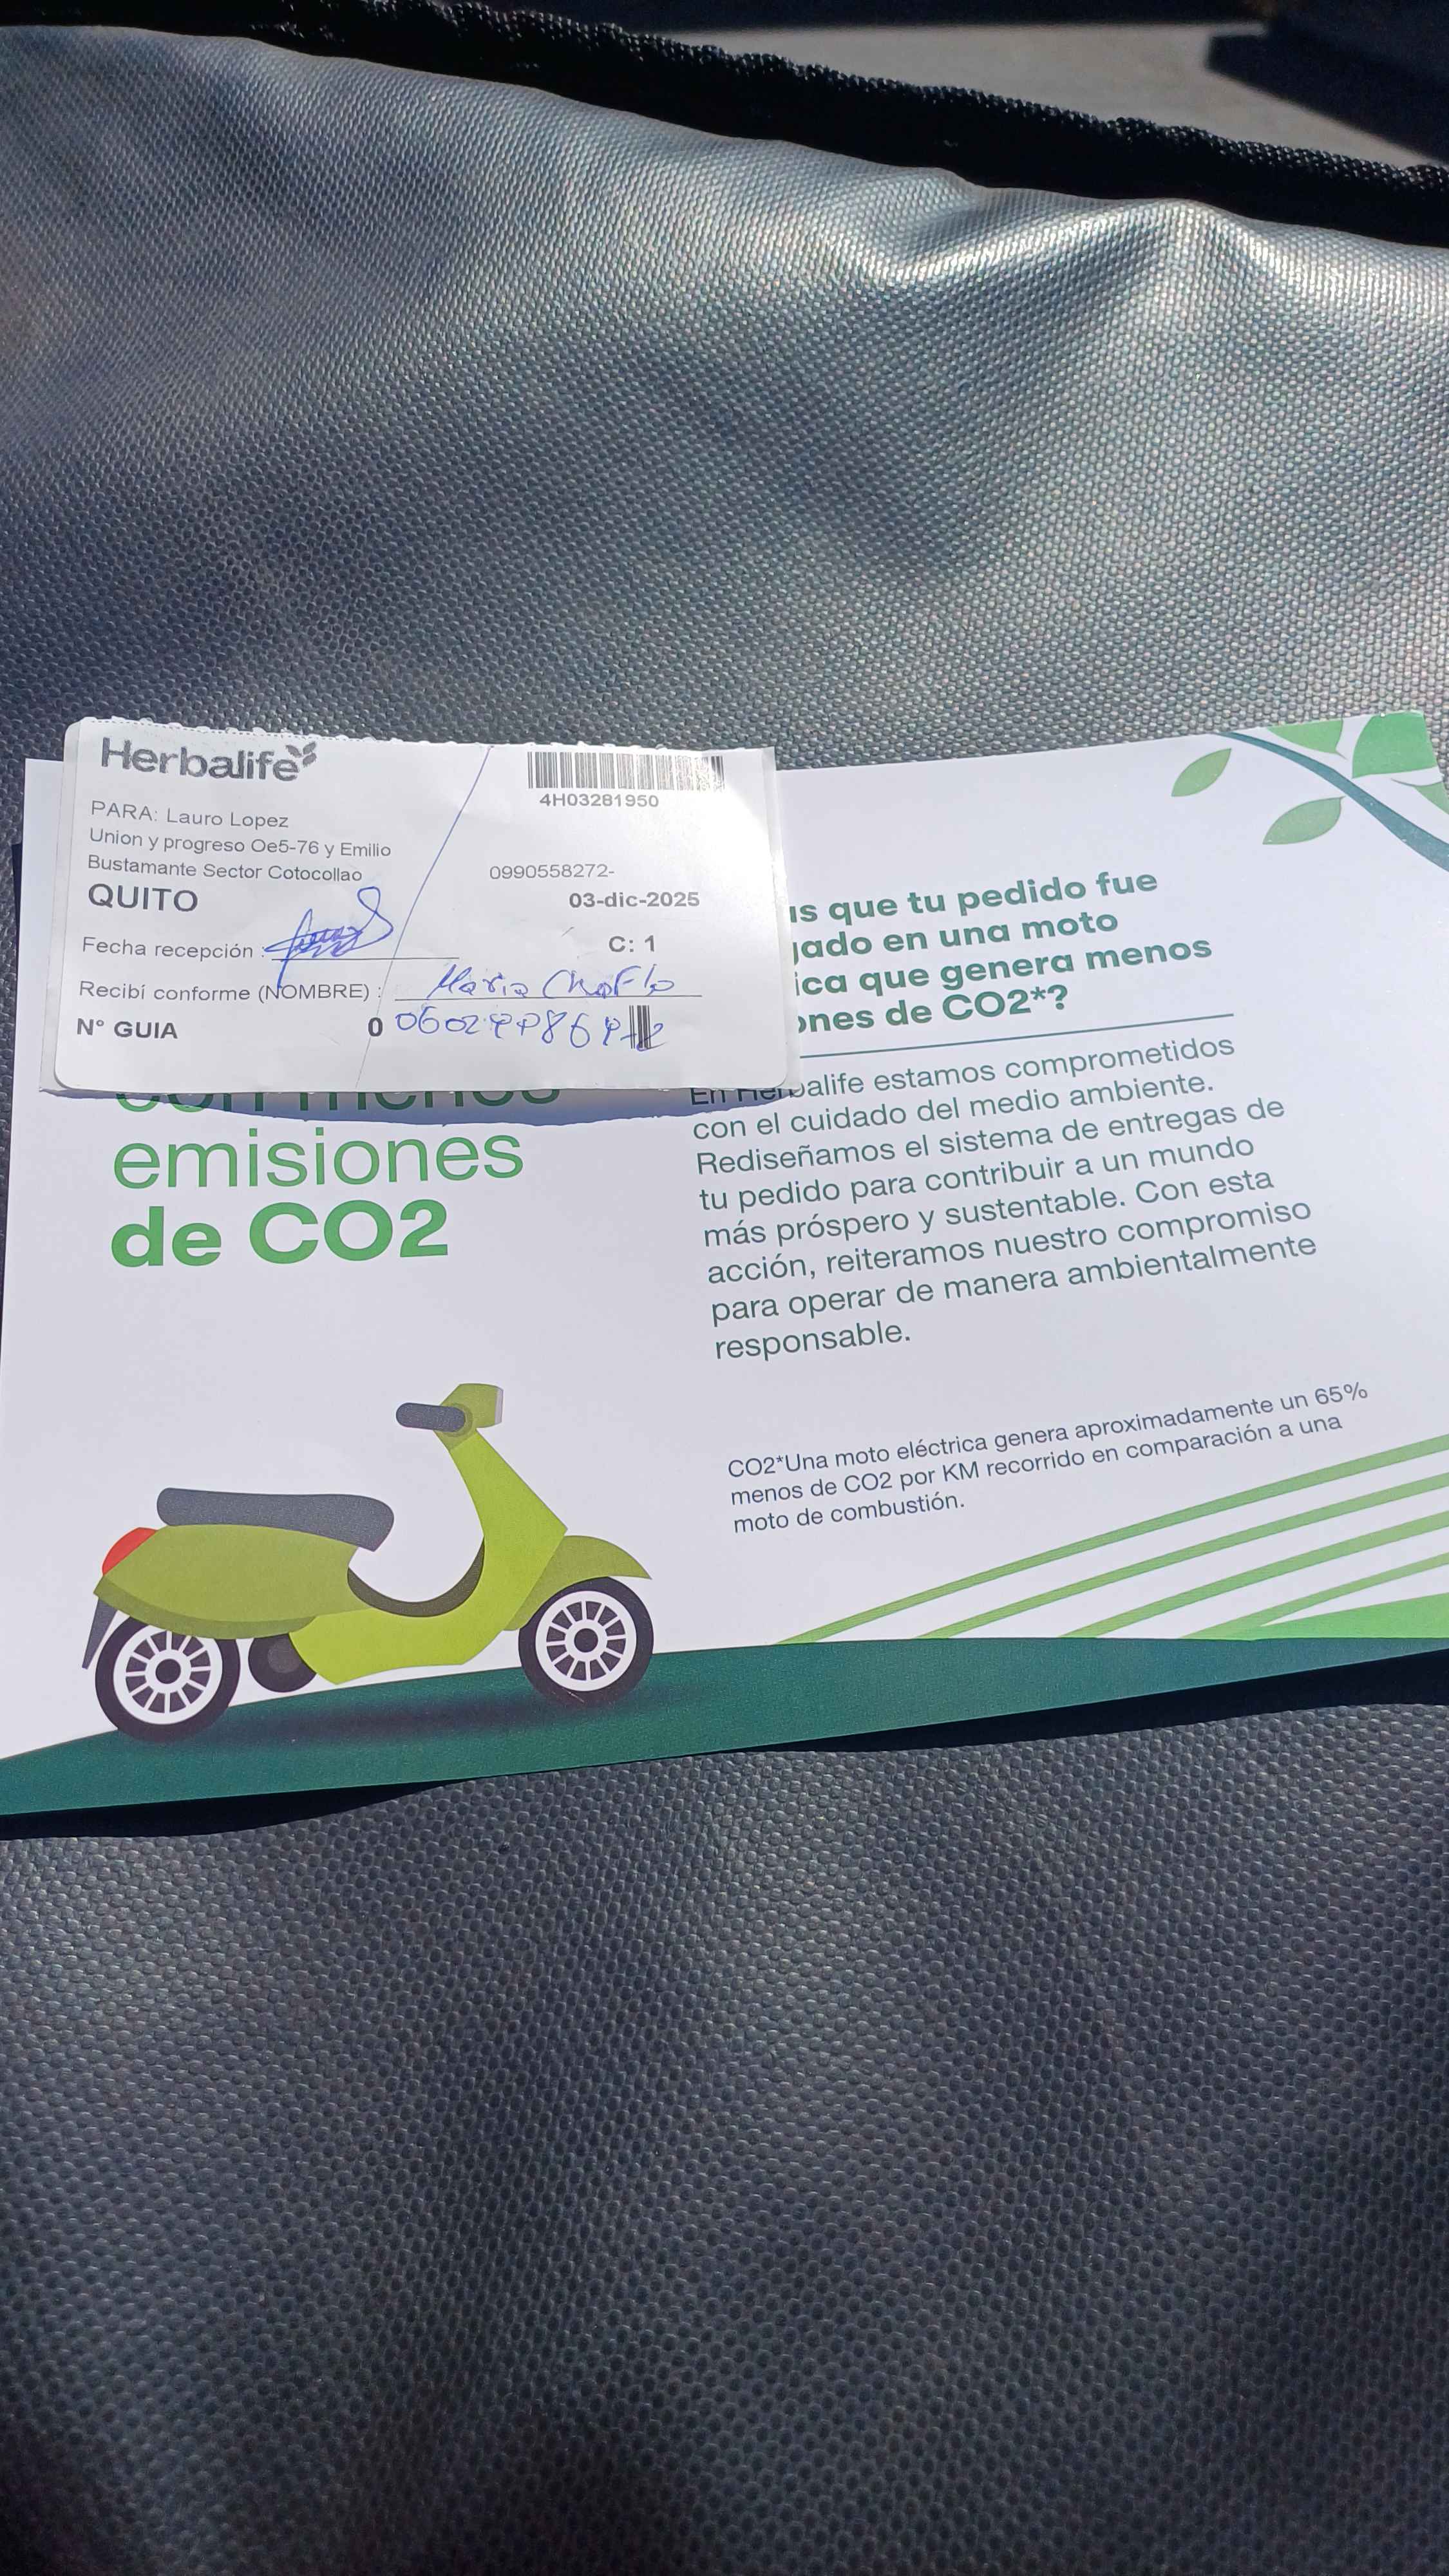 Herbalife
4H03281950
PARA: Lauro Lopez
Union y progreso Oe5-76 y Emilio
Bustamante Sector Cotocollao
0990558272-
QUITO
03-dic-2025
Fecha recepción :
C: 1
Recibí conforme (NOMBRE) : Maria
N° GUIA 0
con menos
emisiones
de CO2
que tu pedido fue
en una moto
que genera menos
de CO2*?
En Herbalife estamos comprometidos
con el cuidado del medio ambiente.
Rediseñamos el sistema de entregas de
tu pedido para contribuir a un mundo
más próspero y sustentable. Con esta
acción, reiteramos nuestro compromiso
para operar de manera ambientalmente
responsable.
CO2*Una moto eléctrica genera aproximadamente un 65%
menos de CO2 por KM recorrido en comparación a una
moto de combustión.